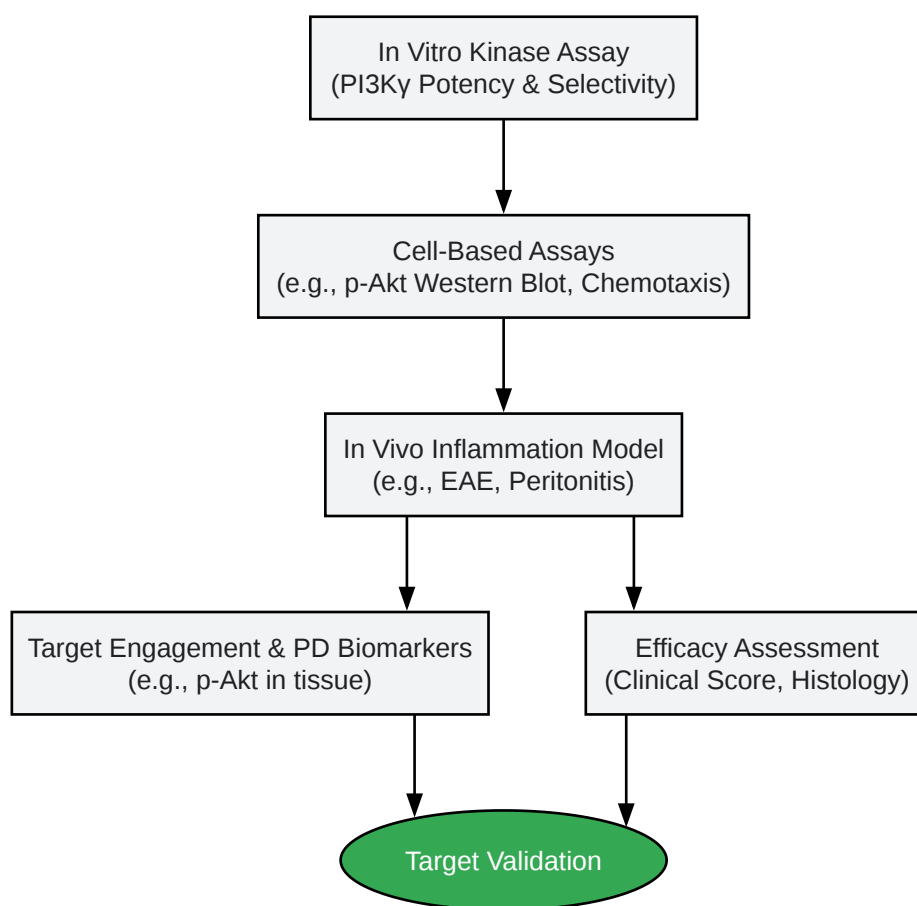 In Vitro Kinase Assay
(PI3Kγ Potency & Selectivity)
Cell-Based Assays
(e.g., p-Akt Western Blot, Chemotaxis)
In Vivo Inflammation Model
(e.g., EAE, Peritonitis)
Target Engagement & PD Biomarkers
(e.g., p-Akt in tissue)
Efficacy Assessment
(Clinical Score, Histology)
Target Validation